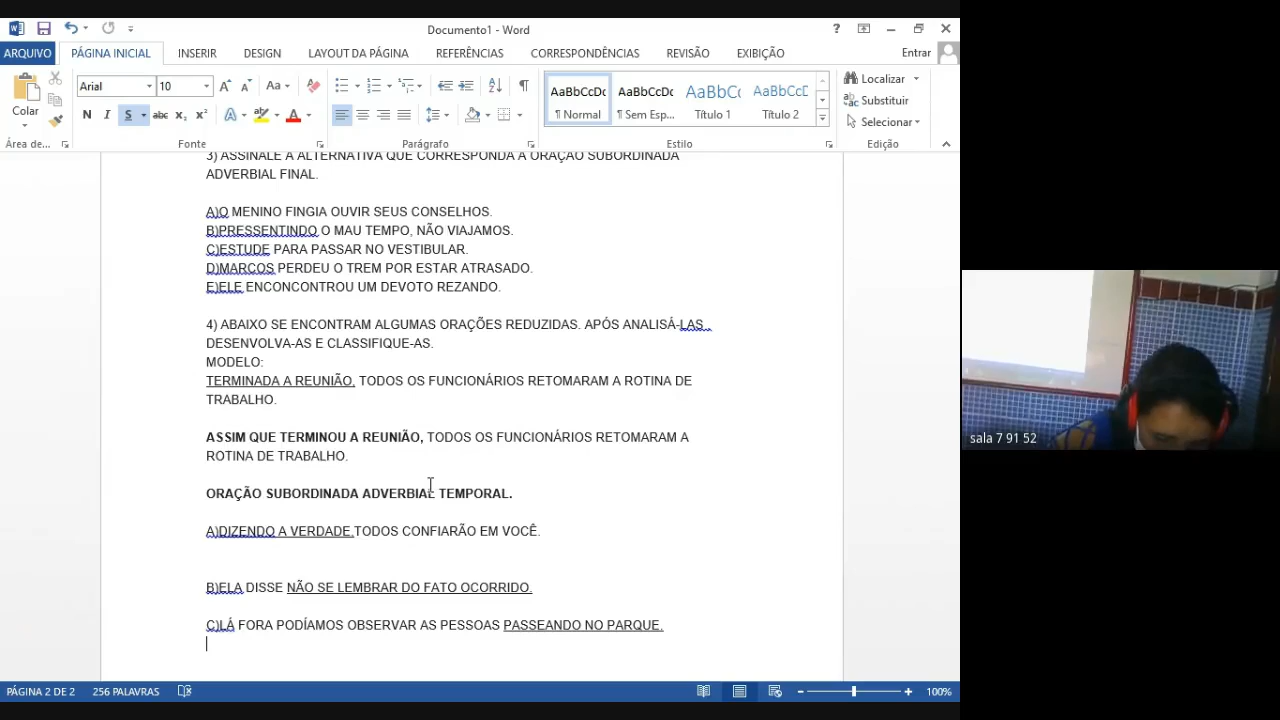 Documento1 - Word
ARQUIVO PÁGINA INICIAL INSERIR DESIGN LAYOUT DA PÁGINA REFERÊNCIAS CORRESPONDÊNCIAS REVISÃO EXIBIÇÃO Entrar
Colar
Área de...
Arial 10
N I S abc x₂ x²
Aa
Fonte
Parágrafo
AaBbCcDc AaBbCcDc AaBbC AaBbCcD
¶ Normal ¶ Sem Esp... Título 1 Título 2
Estilo
Localizar
Substituir
Selecionar
Edição
3) ASSINALE A ALTERNATIVA QUE CORRESPONDA A ORAÇÃO SUBORDINADA
ADVERBIAL FINAL.
A)O MENINO FINGIA OUVIR SEUS CONSELHOS.
B)PRESSENTINDO O MAU TEMPO, NÃO VIAJAMOS.
C)ESTUDE PARA PASSAR NO VESTIBULAR.
D)MARCOS PERDEU O TREM POR ESTAR ATRASADO.
E)ELE ENCONCONTROU UM DEVOTO REZANDO.
4) ABAIXO SE ENCONTRAM ALGUMAS ORAÇÕES REDUZIDAS. APÓS ANALISÁ-LAS ,
DESENVOLVA-AS E CLASSIFIQUE-AS.
MODELO:
TERMINADA A REUNIÃO, TODOS OS FUNCIONÁRIOS RETOMARAM A ROTINA DE
TRABALHO.
ASSIM QUE TERMINOU A REUNIÃO, TODOS OS FUNCIONÁRIOS RETOMARAM A
ROTINA DE TRABALHO.
ORAÇÃO SUBORDINADA ADVERBIAL TEMPORAL.
A)DIZENDO A VERDADE,TODOS CONFIARÃO EM VOCÊ.
B)ELA DISSE NÃO SE LEMBRAR DO FATO OCORRIDO.
C)LÁ FORA PODÍAMOS OBSERVAR AS PESSOAS PASSEANDO NO PARQUE.
PÁGINA 2 DE 2 256 PALAVRAS 100%
sala 7 91 52